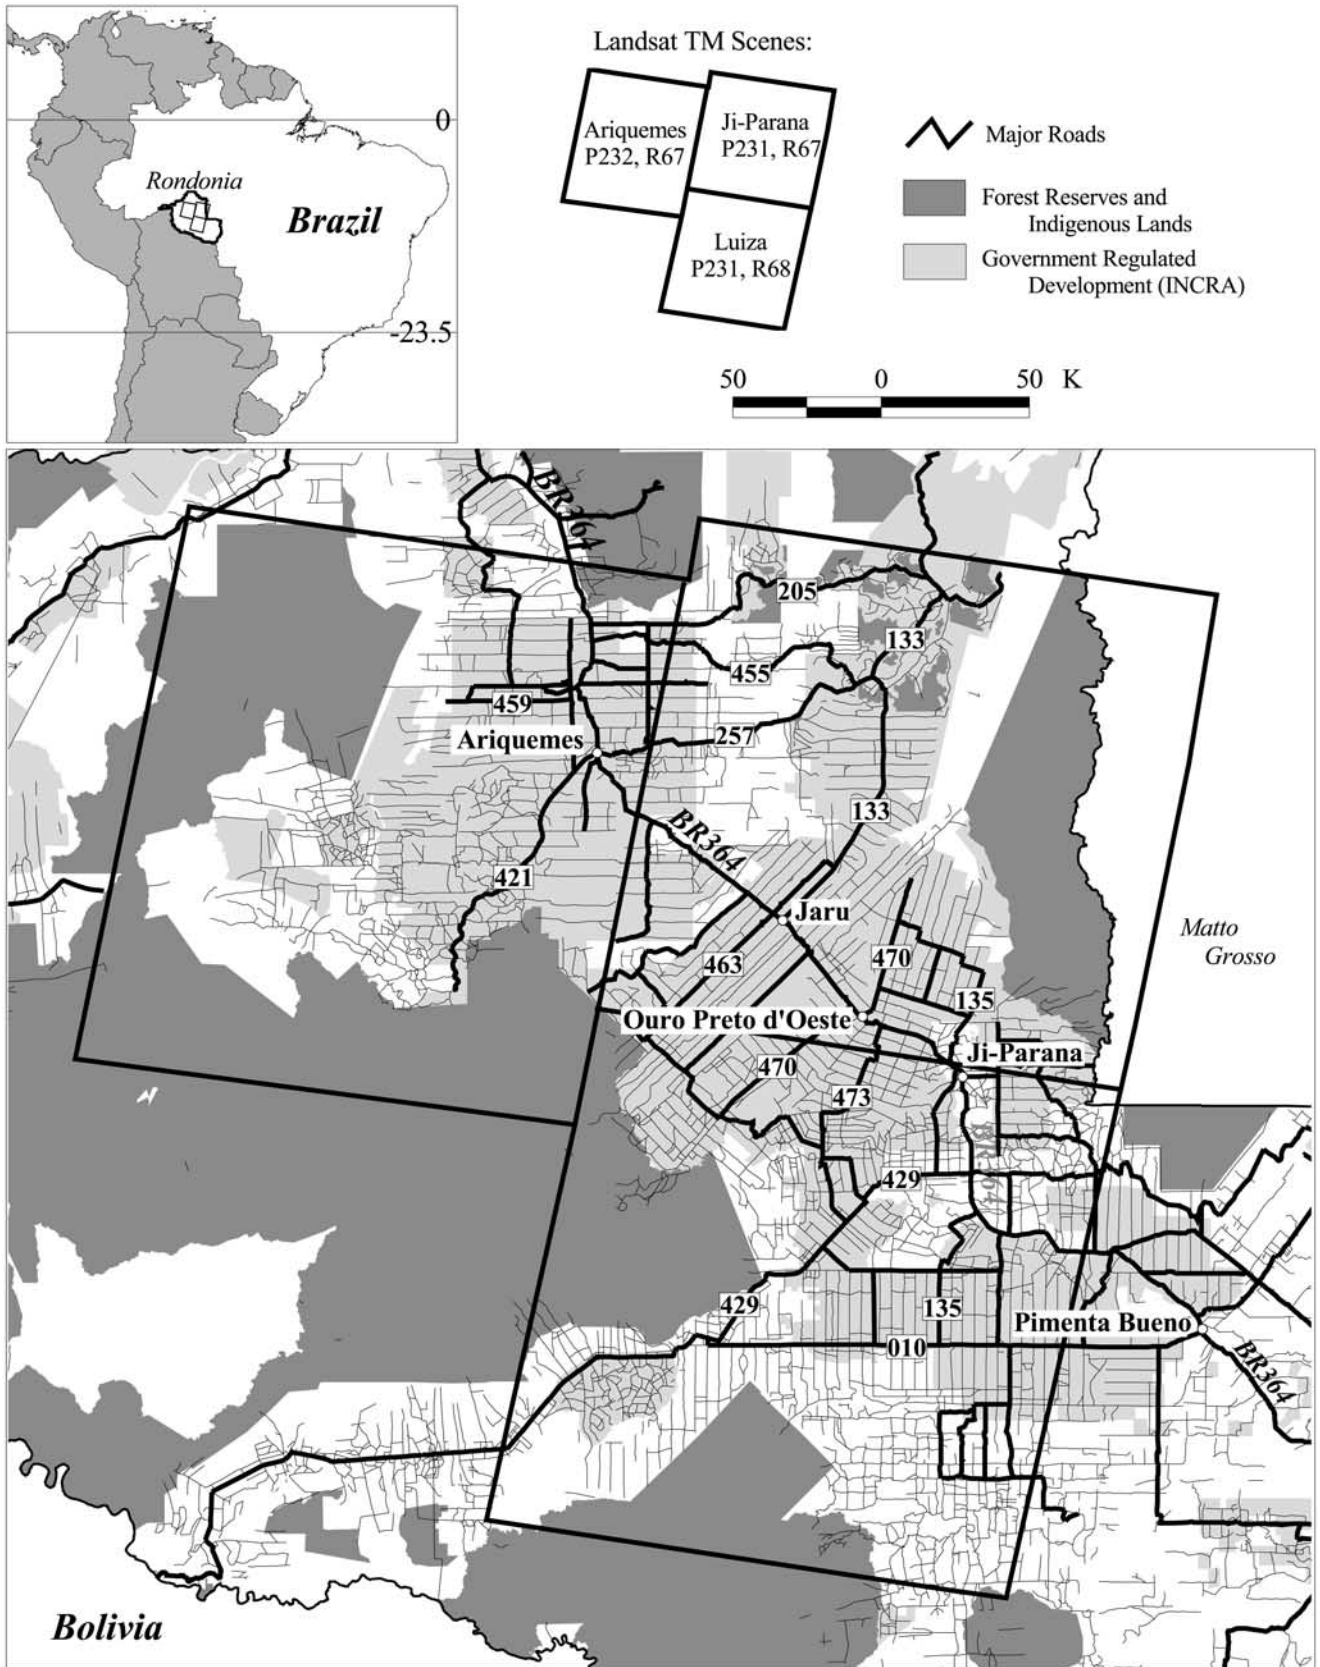 Landsat TM Scenes:
Ariquemes
P232, R67
Ji-Parana
P231, R67
Luiza
P231, R68
Major Roads
Forest Reserves and
Indigenous Lands
Government Regulated
Development (INCRA)
0
Rondonia
Brazil
-23.5
50 0 50 K
BR364
205
133
455
459
257
Ariquemes
133
BR364
421
Jaru
Matto
Grosso
463
470
135
Ouro Preto d'Oeste
Ji-Parana
470
473
BR364
429
429
135
Pimenta Bueno
010
BR364
Bolivia